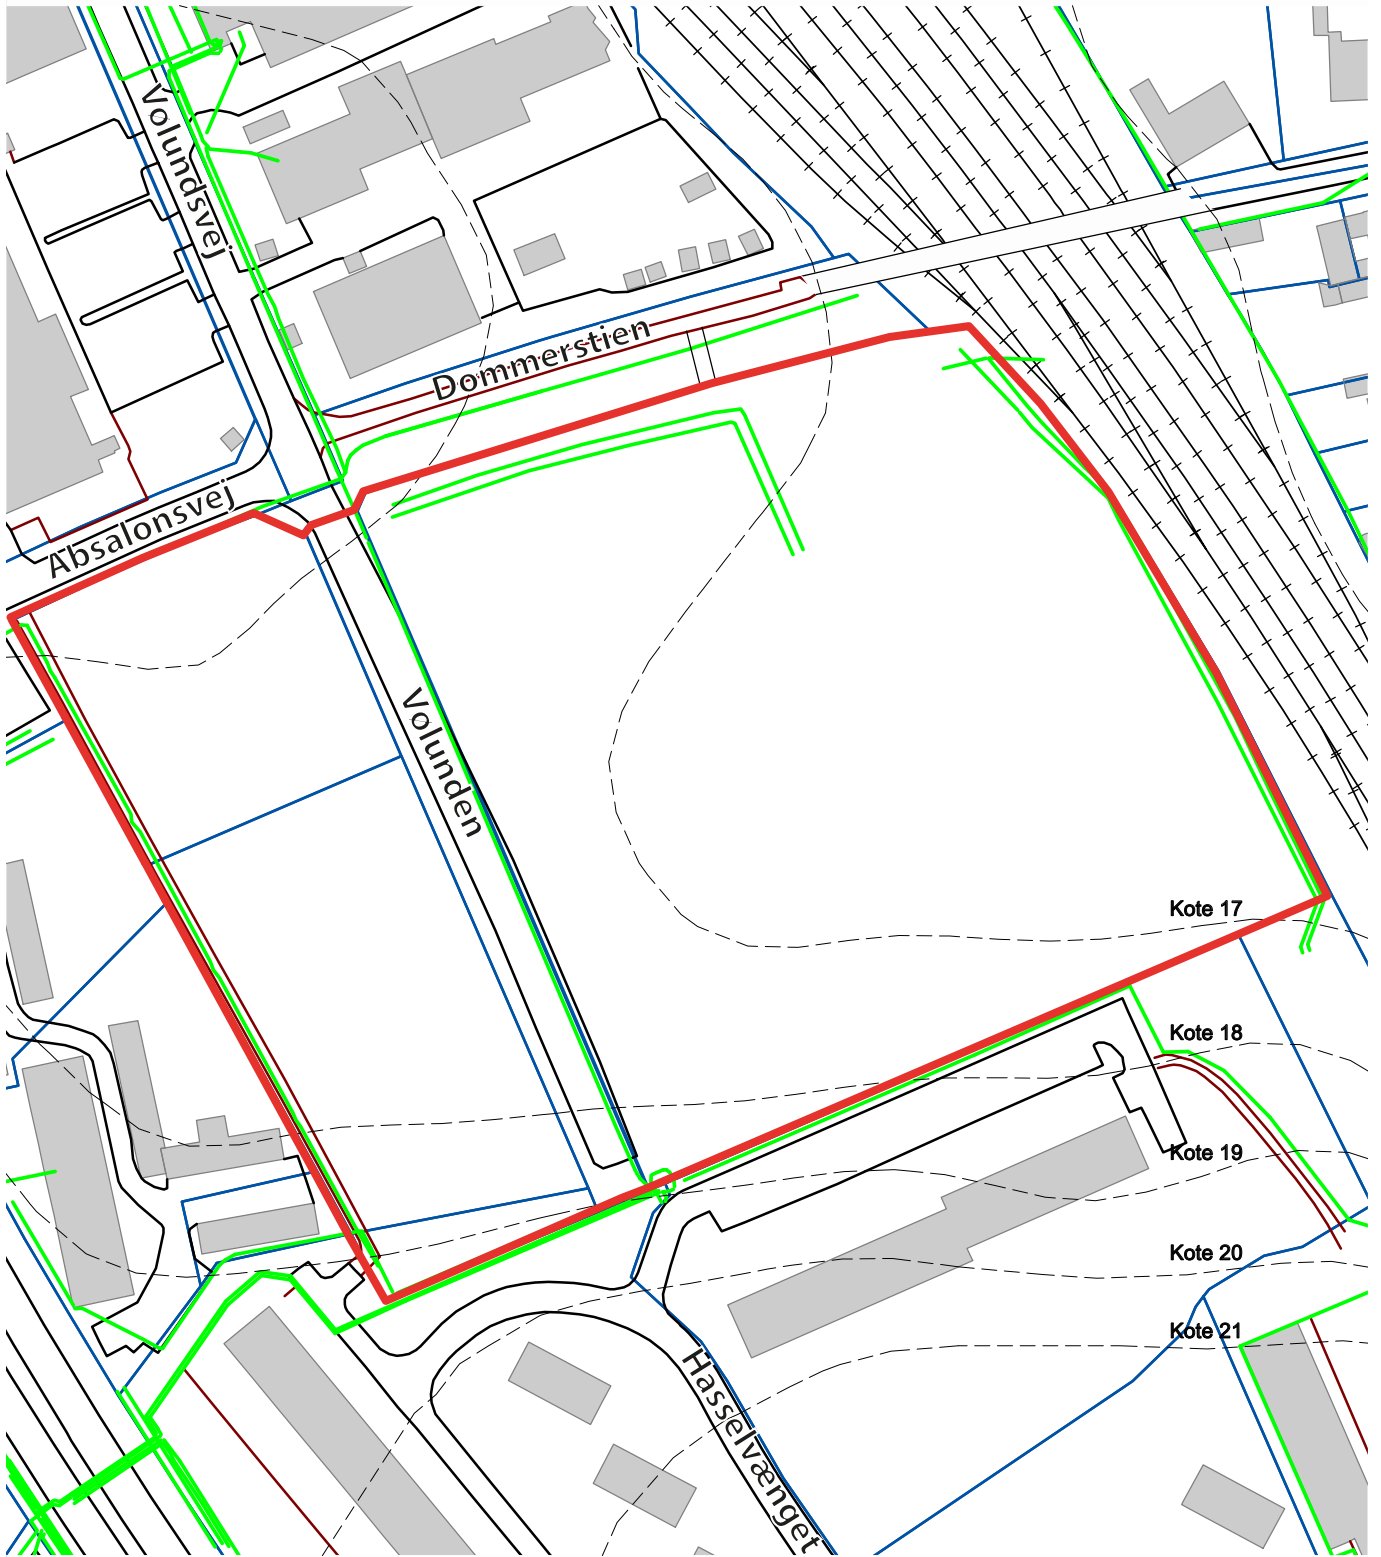 Volundsvej
Dommerstien
Absalonsvej
Volunden
Kote 17
Kote 18
Kote 19
Kote 20
Kote 21
Hasselvænget